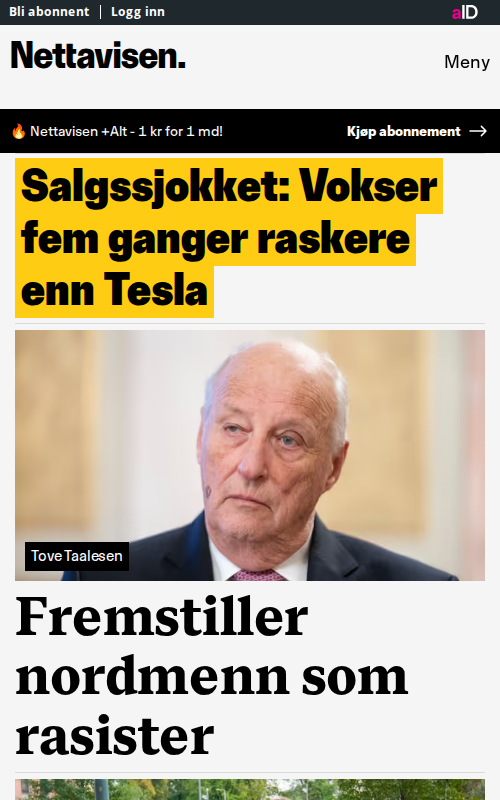 Bli abonnent | Logg inn
aID
Nettavisen.
Meny
🔥 Nettavisen +Alt - 1 kr for 1 md!
Kjøp abonnement →
Salgssjokket: Vokser
fem ganger raskere
enn Tesla
Tove Taalesen
Fremstiller
nordmenn som
rasister